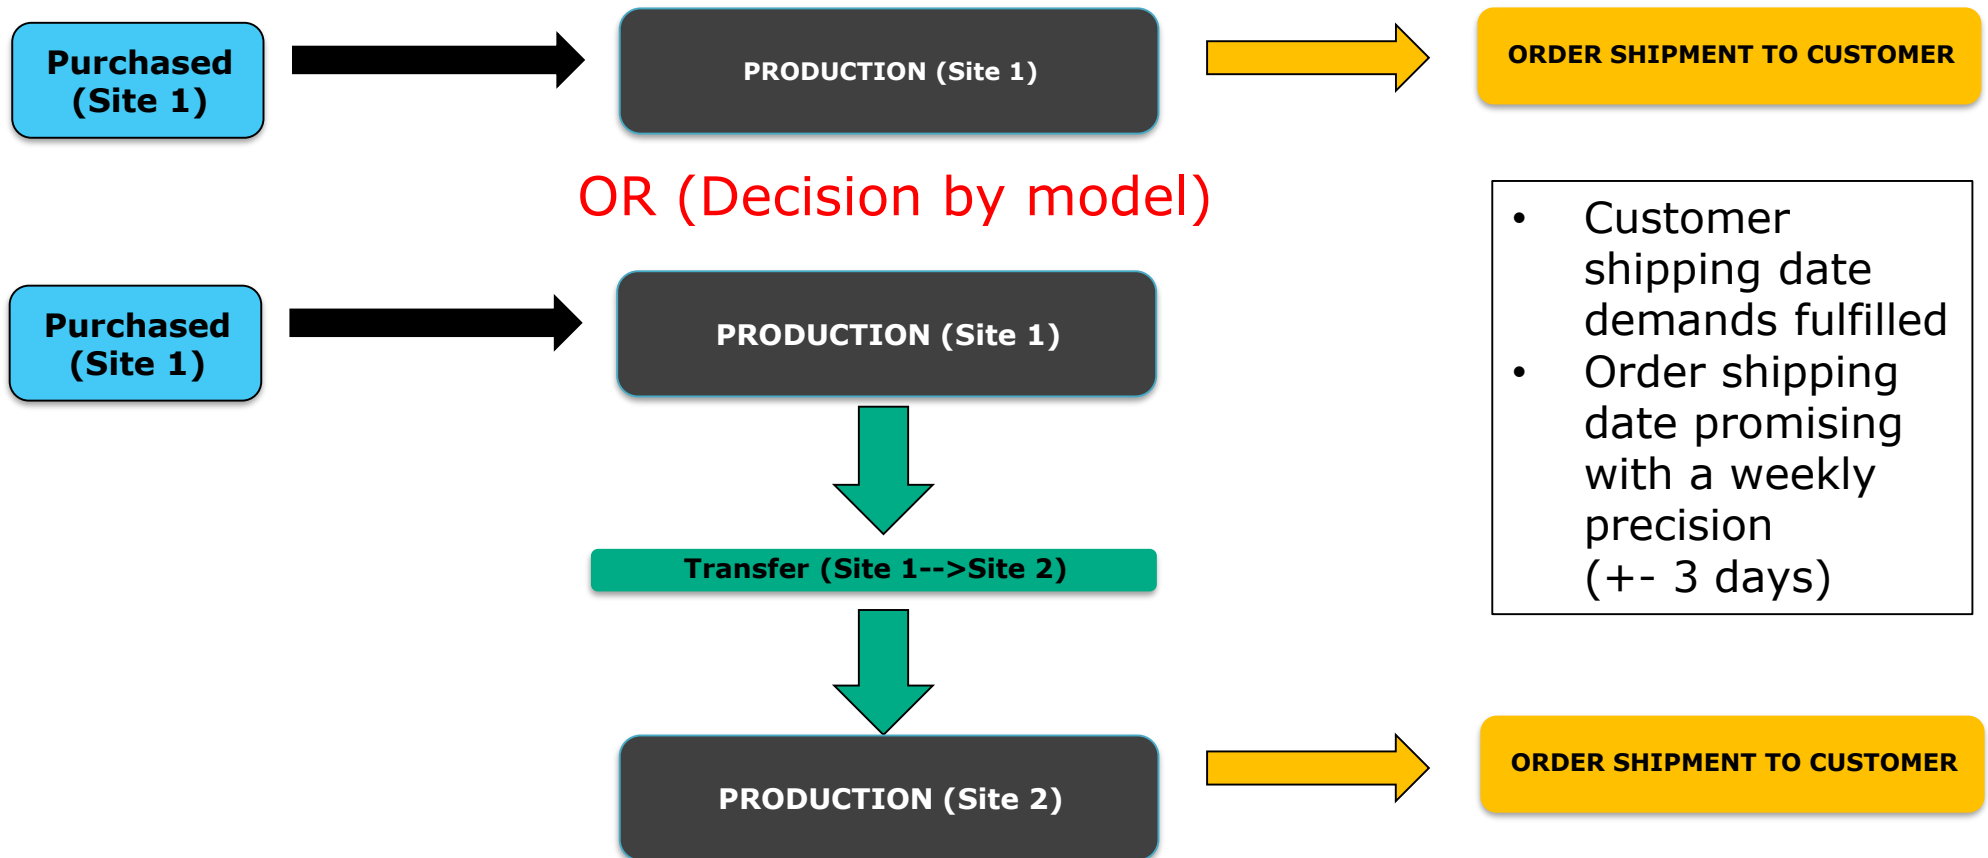 Purchased
(Site 1)
PRODUCTION (Site 1)
ORDER SHIPMENT TO CUSTOMER
OR (Decision by model)
Purchased
(Site 1)
PRODUCTION (Site 1)
• Customer
shipping date
demands fulfilled
• Order shipping
date promising
with a weekly
precision
(+- 3 days)
Transfer (Site 1-->Site 2)
PRODUCTION (Site 2)
ORDER SHIPMENT TO CUSTOMER